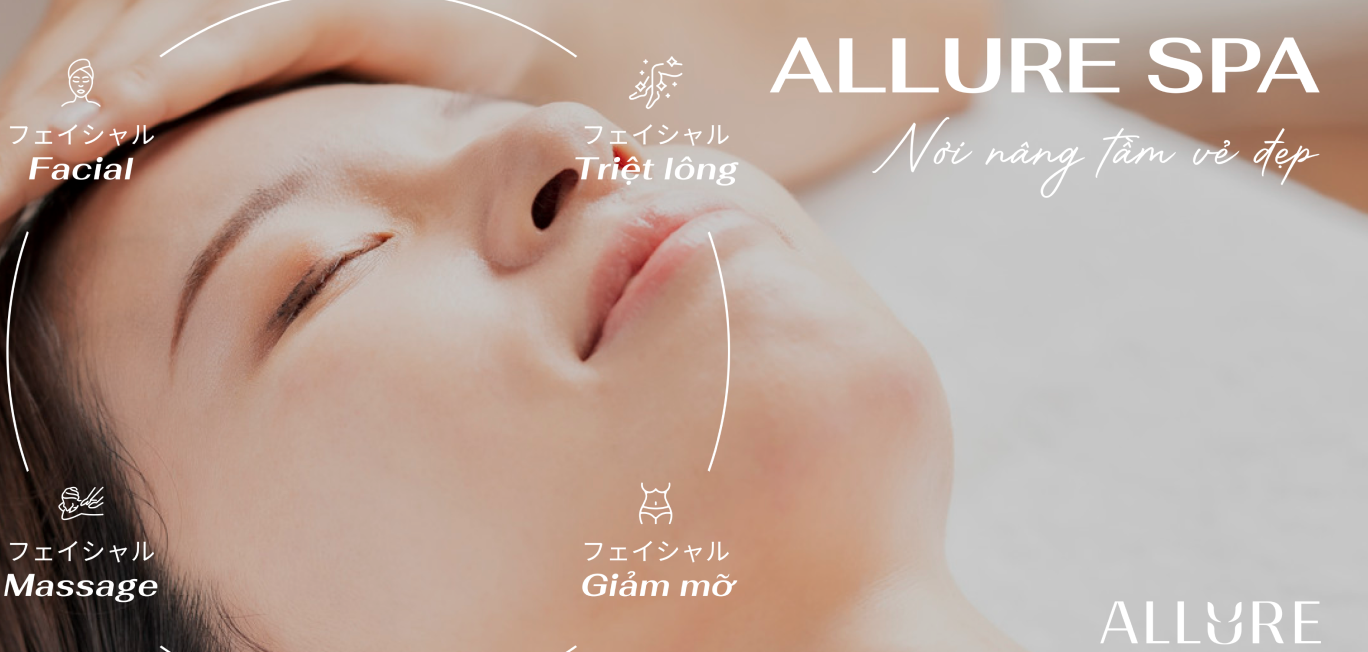 ALLURE SPA
Nơi nâng tầm vẻ đẹp
フェイシャル
Facial
フェイシャル
Triệt lông
フェイシャル
Massage
フェイシャル
Giảm mỡ
ALLURE